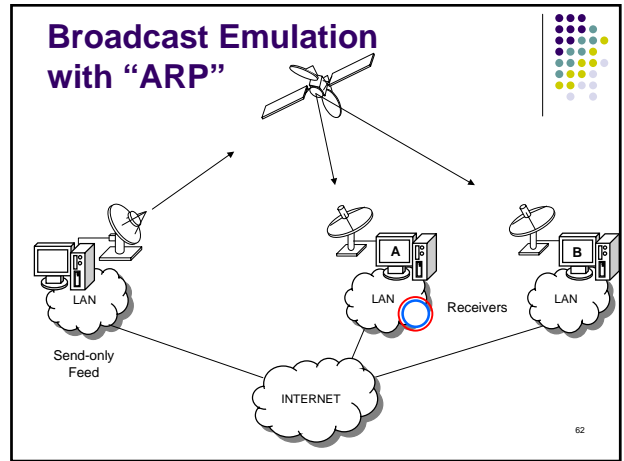 Broadcast Emulation
with “ARP”
A
B
LAN
LAN
Receivers
LAN
Send-only
Feed
INTERNET
62